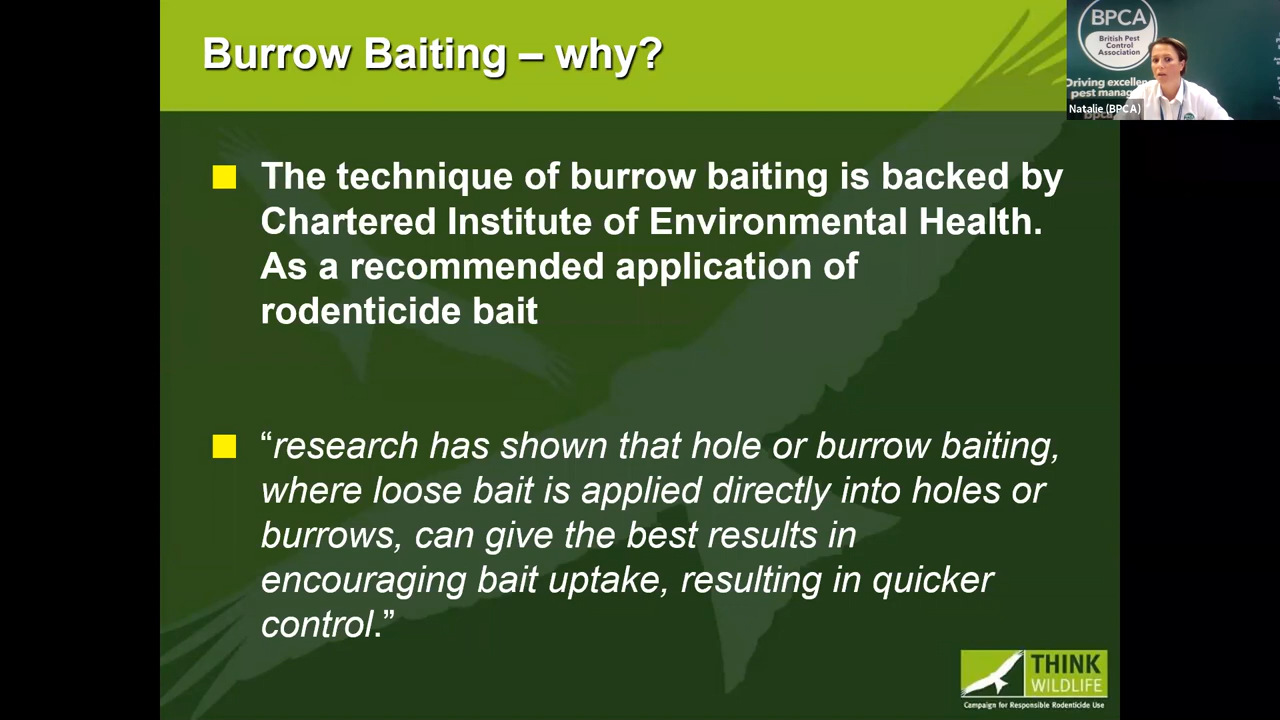 Burrow Baiting – why?
The technique of burrow baiting is backed by
Chartered Institute of Environmental Health.
As a recommended application of
rodenticide bait
“research has shown that hole or burrow baiting,
where loose bait is applied directly into holes or
burrows, can give the best results in
encouraging bait uptake, resulting in quicker
control.”
THINK
WILDLIFE
Campaign for Responsible Rodenticide Use
BPCA
British Pest
Control
Association
Driving excellen
pest manag
Natalie (BPCA)